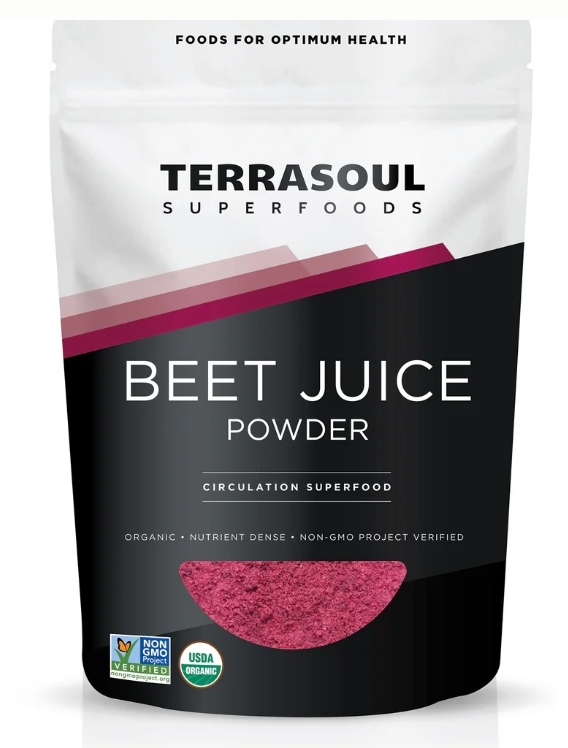 FOODS FOR OPTIMUM HEALTH
TERRASOUL
SUPERFOODS
BEET JUICE
POWDER
CIRCULATION SUPERFOOD
ORGANIC • NUTRIENT DENSE • NON-GMO PROJECT VERIFIED
NON
GMO
Project
VERIFIED
nongmoproject.org
USDA
ORGANIC